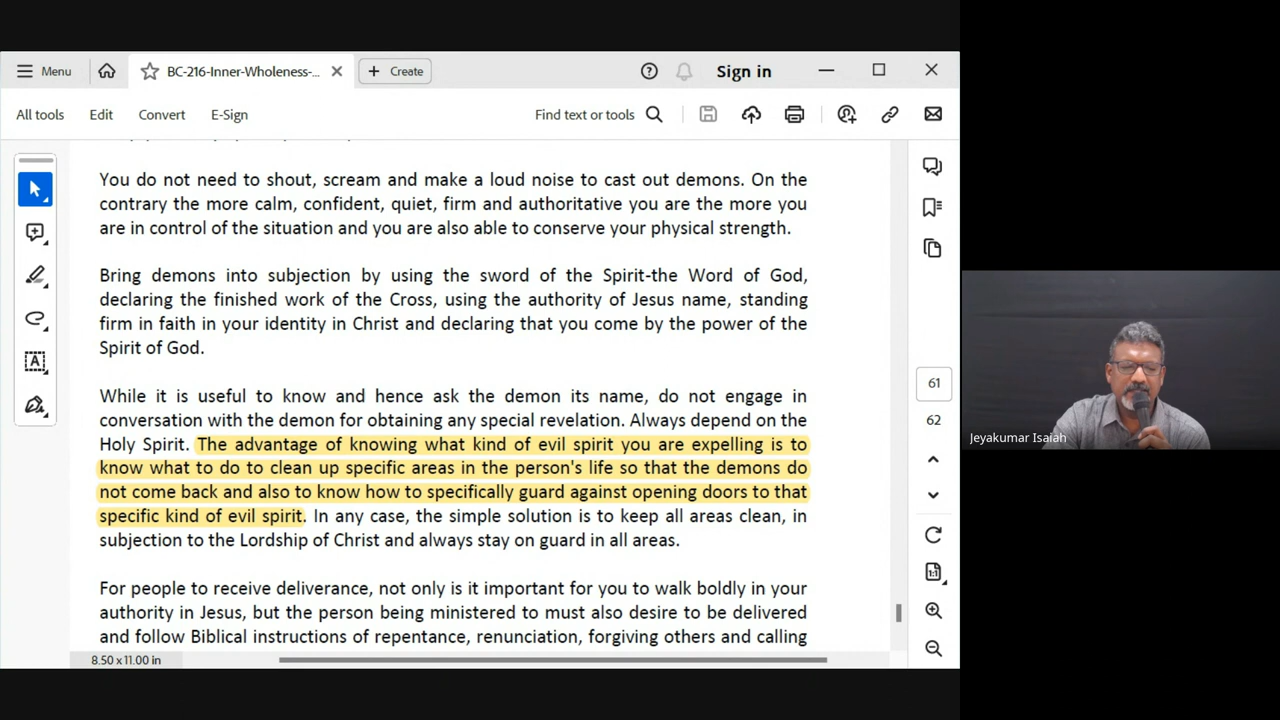 Menu
BC-216-Inner-Wholeness-...
Create
Sign in
All tools
Edit
Convert
E-Sign
Find text or tools
You do not need to shout, scream and make a loud noise to cast out demons. On the
contrary the more calm, confident, quiet, firm and authoritative you are the more you
are in control of the situation and you are also able to conserve your physical strength.
Bring demons into subjection by using the sword of the Spirit-the Word of God,
declaring the finished work of the Cross, using the authority of Jesus name, standing
firm in faith in your identity in Christ and declaring that you come by the power of the
Spirit of God.
While it is useful to know and hence ask the demon its name, do not engage in
conversation with the demon for obtaining any special revelation. Always depend on the
Holy Spirit. The advantage of knowing what kind of evil spirit you are expelling is to
know what to do to clean up specific areas in the person's life so that the demons do
not come back and also to know how to specifically guard against opening doors to that
specific kind of evil spirit. In any case, the simple solution is to keep all areas clean, in
subjection to the Lordship of Christ and always stay on guard in all areas.
For people to receive deliverance, not only is it important for you to walk boldly in your
authority in Jesus, but the person being ministered to must also desire to be delivered
and follow Biblical instructions of repentance, renunciation, forgiving others and calling
8.50 x 11.00 in
61
62
1:1
Jeyakumar Isaiah